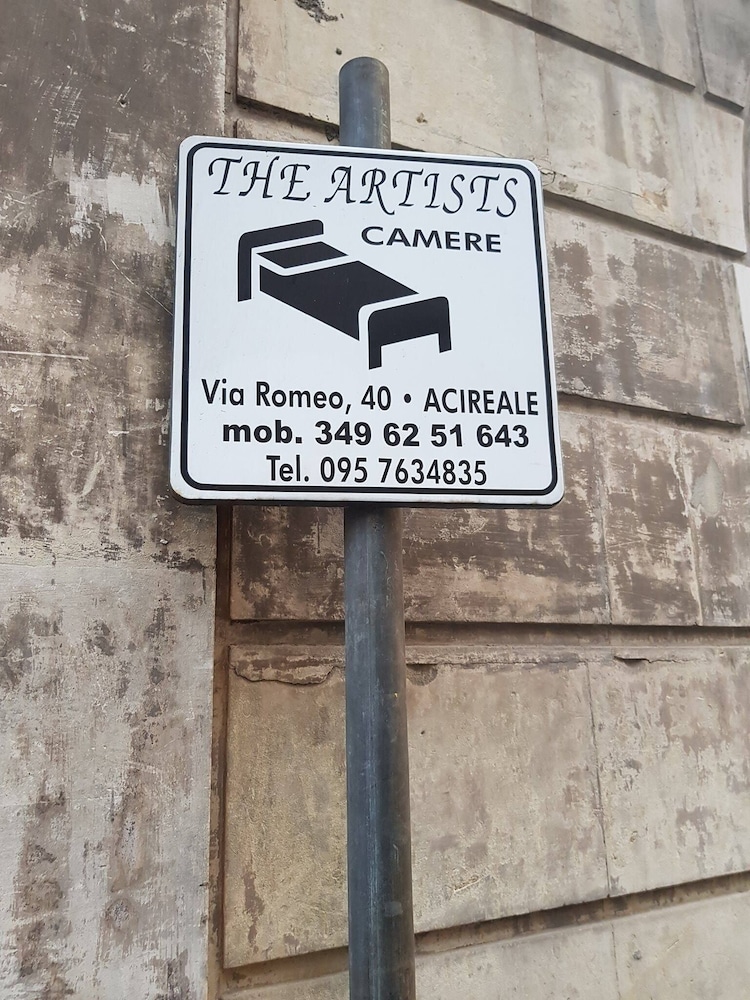 THE ARTISTS
CAMERE
Via Romeo, 40 • ACIREALE
mob. 349 62 51 643
Tel. 095 7634835